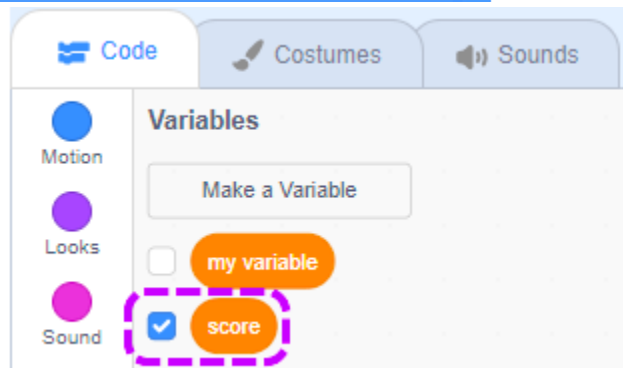 Code Costumes Sounds
Variables
Motion
Make a Variable
Looks
my variable
score
Sound